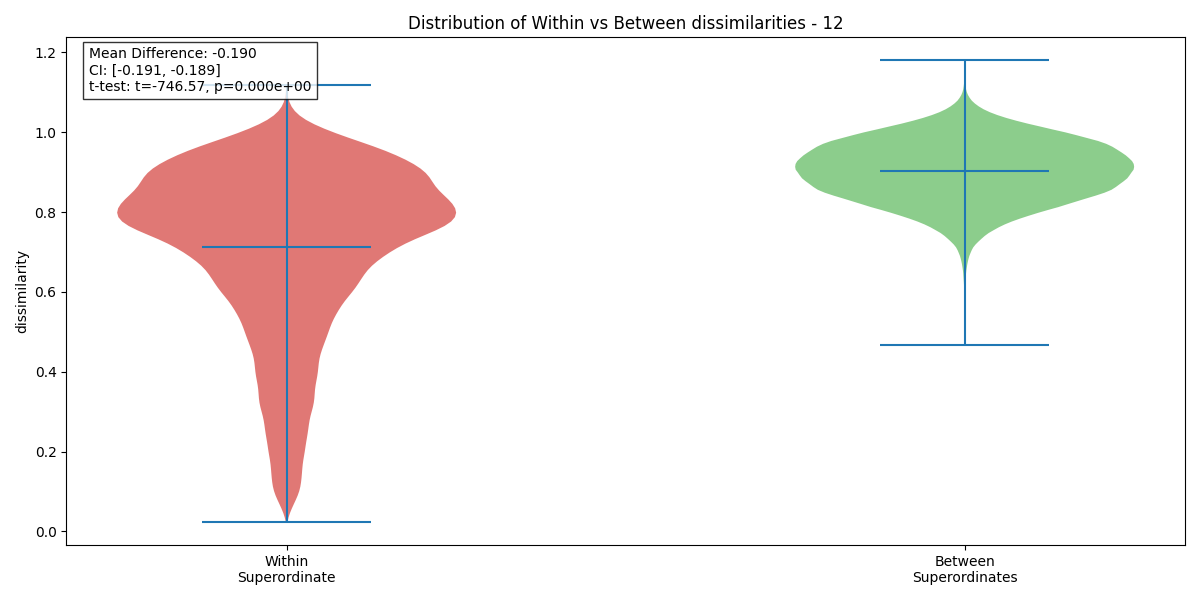 Distribution of Within vs Between dissimilarities - 12
Mean Difference: -0.190
CI: [-0.191, -0.189]
t-test: t=-746.57, p=0.000e+00
dissimilarity
1.2
1.0
0.8
0.6
0.4
0.2
0.0
Within
Superordinate
Between
Superordinates